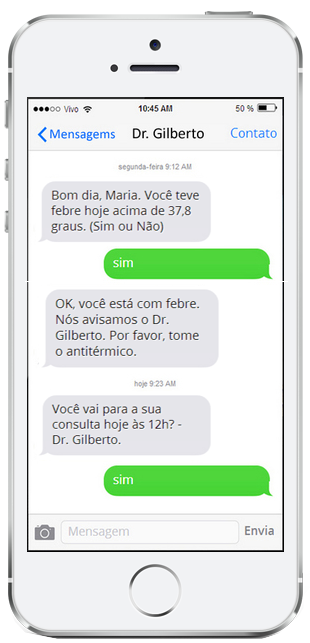 Vivo 10:45 AM 50 %
Mensagems Dr. Gilberto Contato
segunda-feira 9:12 AM
Bom dia, Maria. Você teve
febre hoje acima de 37,8
graus. (Sim ou Não)
sim
OK, você está com febre.
Nós avisamos o Dr.
Gilberto. Por favor, tome
o antitérmico.
hoje 9:23 AM
Você vai para a sua
consulta hoje às 12h? -
Dr. Gilberto.
sim
Mensagem Envia